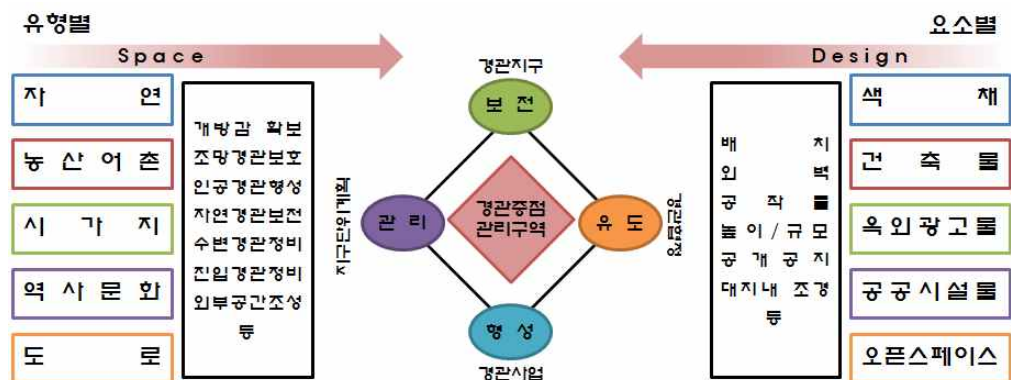 유형별
Space
자 연
농 산 어 촌
시 가 지
역 사 문 화
도 로
개방감 확보
조망경관보호
인공경관형성
자연경관보전
수변경관정비
진입경관정비
외부공간조성
등
경관지구
보 전
지구단위계획
관 리
경관중점
관리구역
유 도
경관협정
형 성
경관사업
요소별
Design
배 치
외 벽
공 작 물
높이/규모
공 개 공 지
대지내 조경
등
색 채
건 축 물
옥외광고물
공공시설물
오픈스페이스